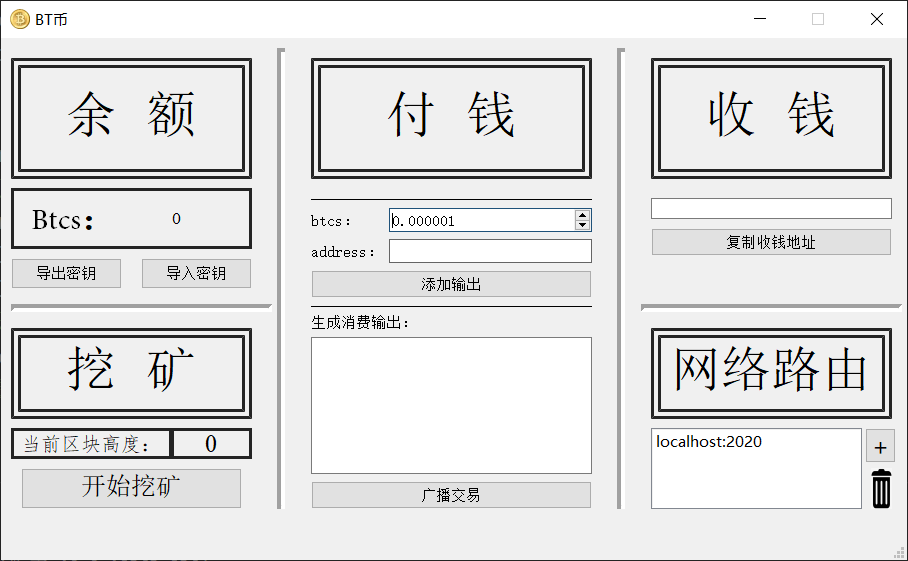 BT币
余 额
Btcs: 0
导出密钥 导入密钥
挖 矿
当前区块高度: 0
开始挖矿
付 钱
btcs: 0.000001
address:
添加输出
生成消费输出:
广播交易
收 钱
复制收钱地址
网络路由
localhost:2020
+